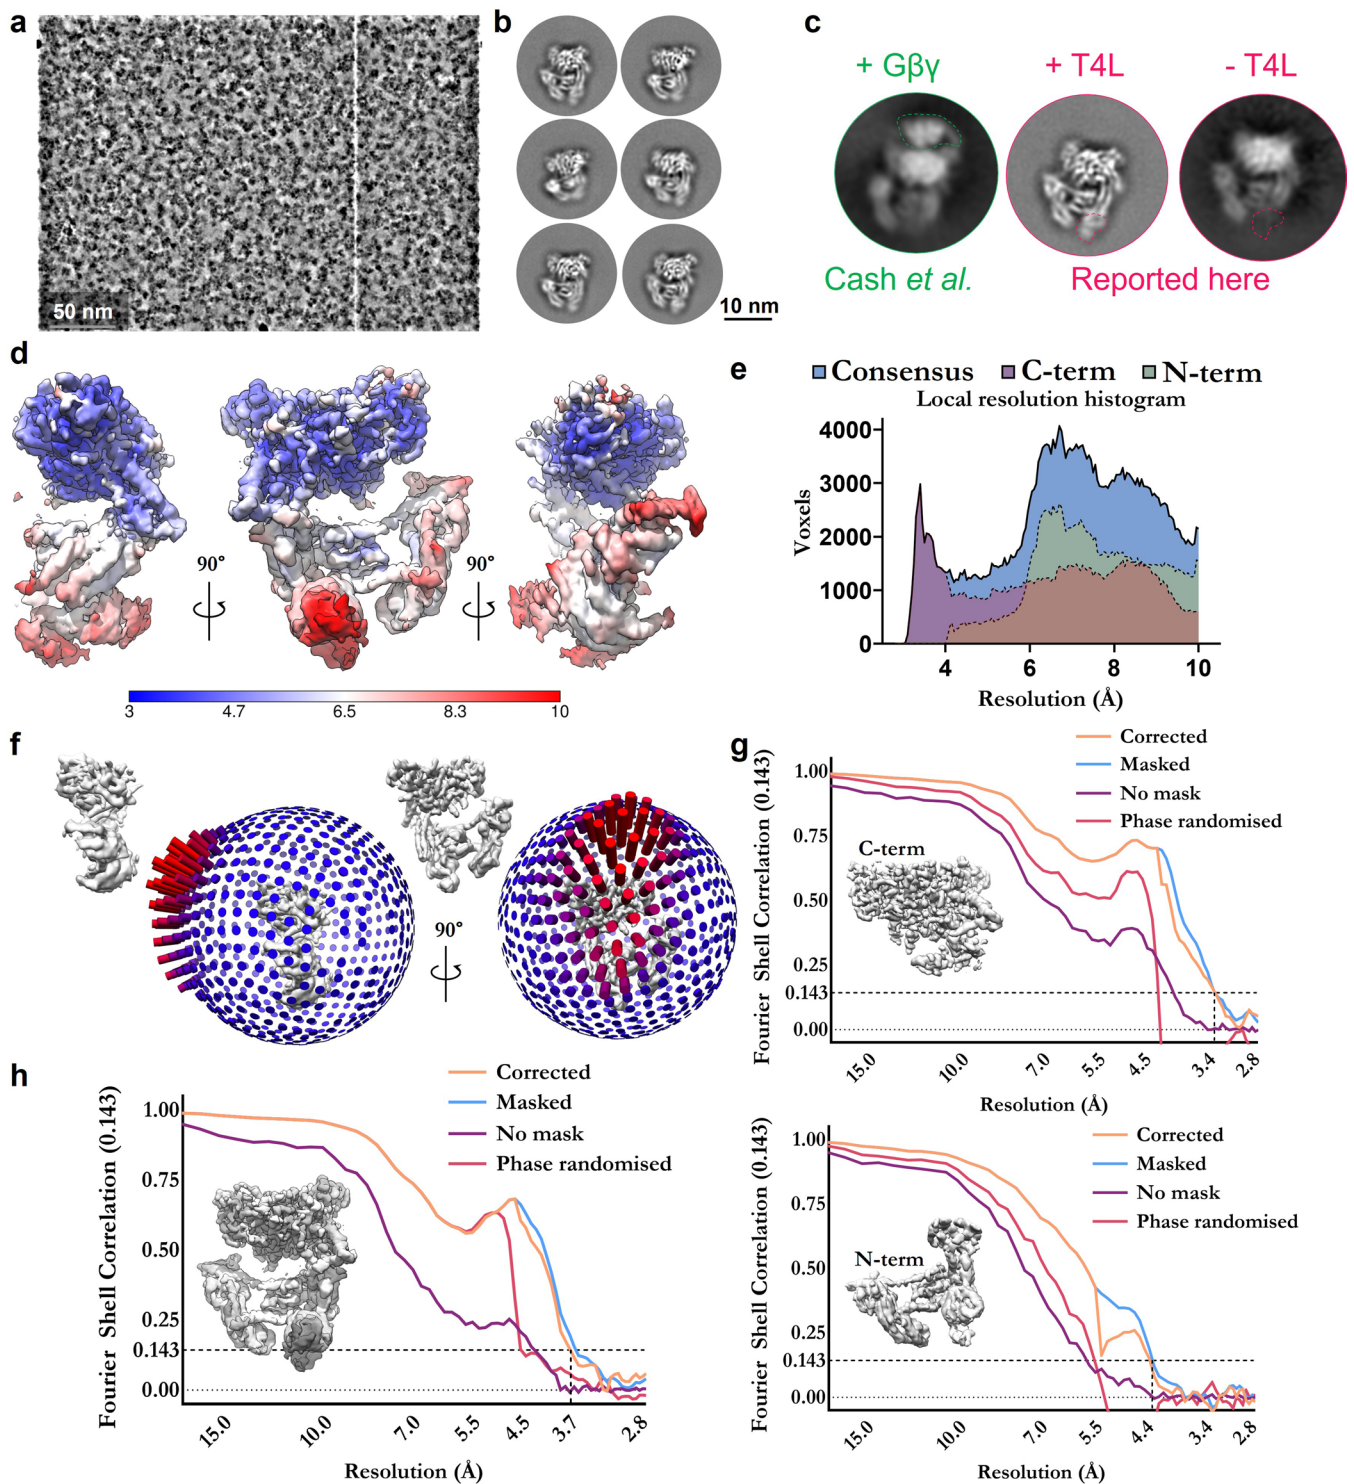 a
50 nm
b
10 nm
c
+ Gβγ
+ T4L
- T4L
Cash et al.
Reported here
d
90°
90°
3
4.7
6.5
8.3
10
e
Consensus
C-term
N-term
Local resolution histogram
4000
3000
2000
1000
0
Voxels
4
6
8
10
Resolution (Å)
f
90°
g
Corrected
Masked
No mask
Phase randomised
C-term
1.00
0.75
0.50
0.25
0.143
0.00
Fourier Shell Correlation (0.143)
15.0
10.0
7.0
5.5
4.5
3.4
2.8
Resolution (Å)
Corrected
Masked
No mask
Phase randomised
N-term
1.00
0.75
0.50
0.25
0.143
0.00
Fourier Shell Correlation (0.143)
15.0
10.0
7.0
5.5
4.4
3.4
2.8
Resolution (Å)
h
Corrected
Masked
No mask
Phase randomised
1.00
0.75
0.50
0.25
0.143
0.00
Fourier Shell Correlation (0.143)
15.0
10.0
7.0
5.5
4.5
3.7
2.8
Resolution (Å)